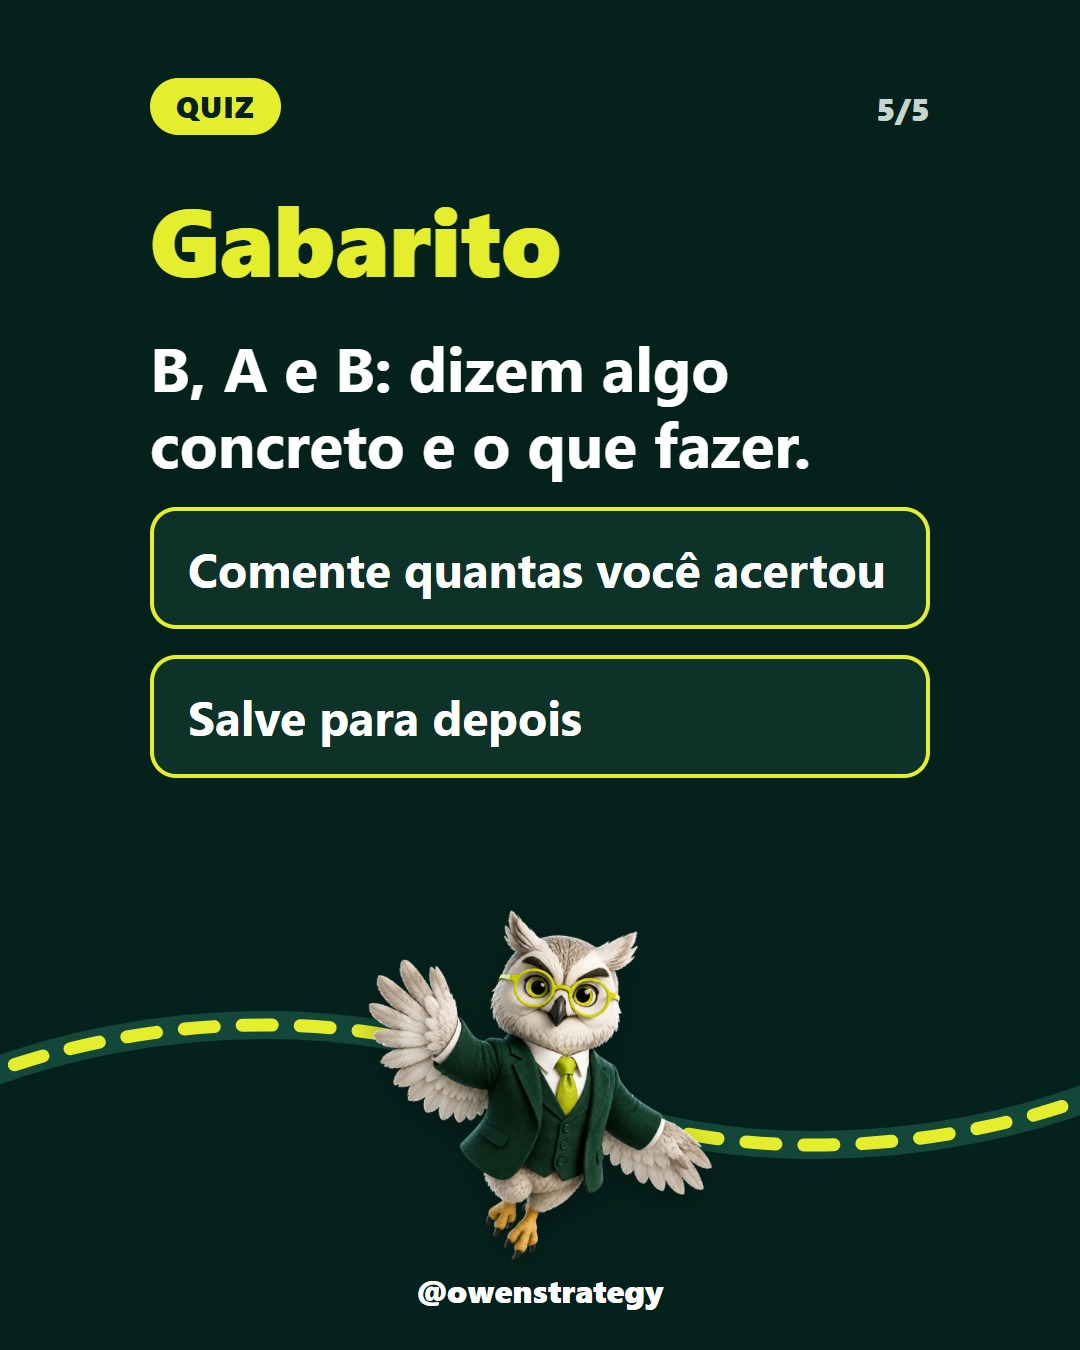 QUIZ
5/5
Gabarito
B, A e B: dizem algo
concreto e o que fazer.
Comente quantas você acertou
Salve para depois
@owenstrategy